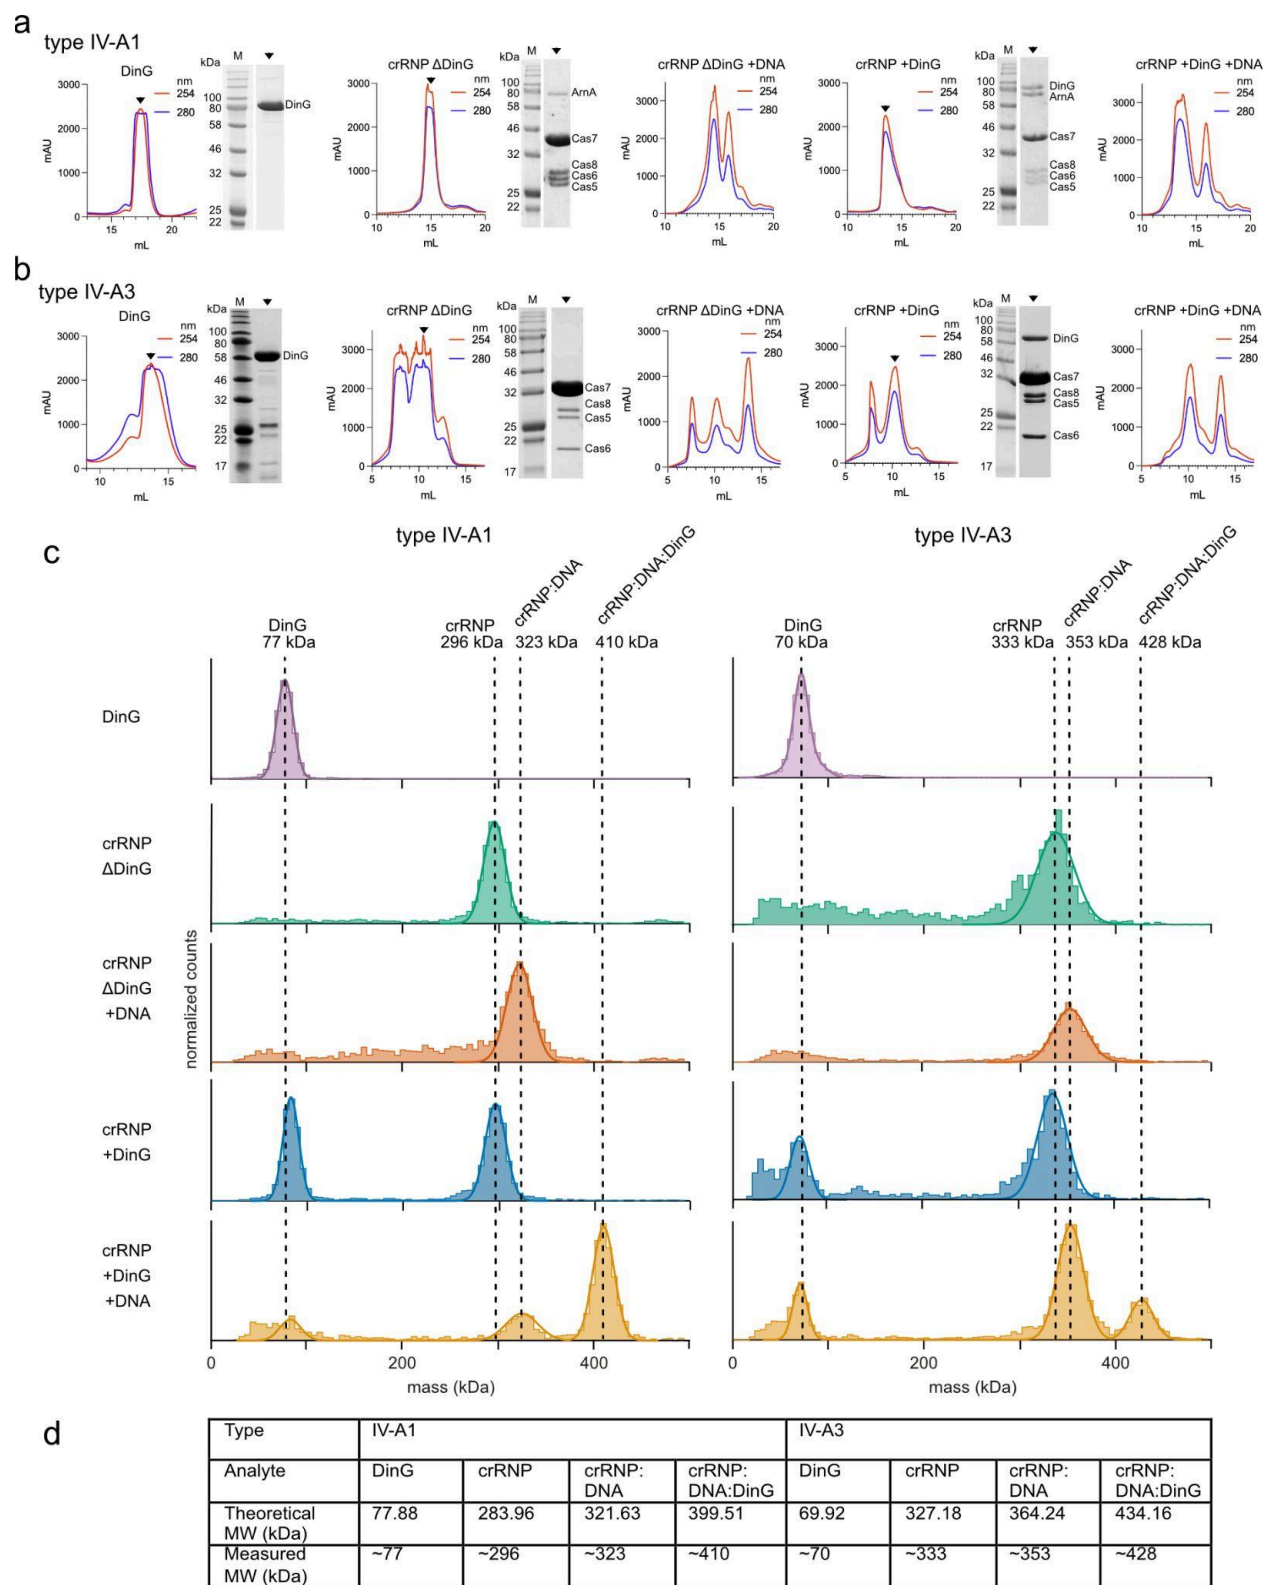 a
type IV-A1
DinG
nm
254
280
3000
2000
1000
0
mAU
15
20
mL
M
kDa
100
80
58
46
32
25
22
DinG
crRNP ΔDinG
nm
254
280
3000
2000
1000
0
mAU
10
15
20
mL
M
kDa
100
80
58
46
32
25
22
ArnA
Cas7
Cas8
Cas6
Cas5
crRNP ΔDinG +DNA
nm
254
280
3000
2000
1000
0
mAU
10
15
20
mL
crRNP +DinG
nm
254
280
3000
2000
1000
0
mAU
10
15
20
mL
M
kDa
100
80
58
46
32
25
22
DinG
ArnA
Cas7
Cas8
Cas6
Cas5
crRNP +DinG +DNA
nm
254
280
3000
2000
1000
0
mAU
10
15
20
mL
b
type IV-A3
DinG
nm
254
280
3000
2000
1000
0
mAU
10
15
mL
M
kDa
100
80
58
46
32
25
22
17
DinG
crRNP ΔDinG
nm
254
280
3000
2000
1000
0
mAU
5
10
15
mL
M
kDa
100
80
58
46
32
25
22
17
Cas7
Cas8
Cas5
Cas6
crRNP ΔDinG +DNA
nm
254
280
3000
2000
1000
0
mAU
5
10
15
mL
crRNP +DinG
nm
254
280
3000
2000
1000
0
mAU
5
10
15
mL
M
kDa
100
80
58
46
32
25
22
17
DinG
Cas7
Cas8
Cas5
Cas6
crRNP +DinG +DNA
nm
254
280
3000
2000
1000
0
mAU
5
10
15
mL
c
type IV-A1
type IV-A3
DinG
77 kDa
crRNP
296 kDa
crRNP:DNA
323 kDa
crRNP:DNA:DinG
410 kDa
DinG
70 kDa
crRNP
333 kDa
crRNP:DNA
353 kDa
crRNP:DNA:DinG
428 kDa
DinG
crRNP
ΔDinG
crRNP
ΔDinG
+DNA
crRNP
+DinG
crRNP
+DinG
+DNA
normalized counts
0
200
400
mass (kDa)
0
200
400
mass (kDa)
d
Type IV-A1 IV-A3
Analyte DinG crRNP crRNP: crRNP: DinG crRNP crRNP: crRNP:
DNA DNA:DinG DNA DNA:DinG
Theoretical 77.88 283.96 321.63 399.51 69.92 327.18 364.24 434.16
MW (kDa)
Measured ~77 ~296 ~323 ~410 ~70 ~333 ~353 ~428
MW (kDa)